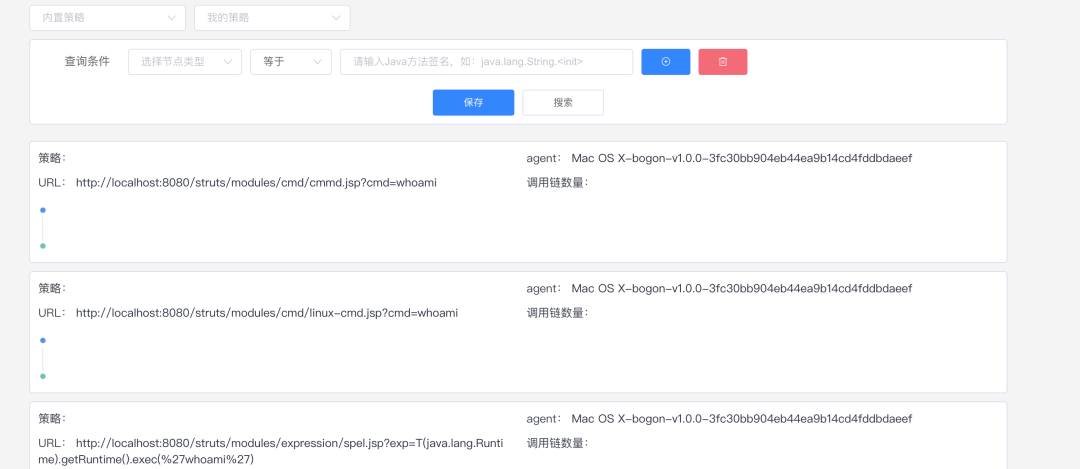 内置策略 我的策略
查询条件 选择节点类型 等于 请输入Java方法签名，如：java.lang.String.<init>
保存 搜索
策略： agent： Mac OS X-bogon-v1.0.0-3fc30bb904eb44ea9b14cd4fddbdaeef
URL： http://localhost:8080/struts/modules/cmd/cmmd.jsp?cmd=whoami 调用链数量：
策略： agent： Mac OS X-bogon-v1.0.0-3fc30bb904eb44ea9b14cd4fddbdaeef
URL： http://localhost:8080/struts/modules/cmd/linux-cmd.jsp?cmd=whoami 调用链数量：
策略： agent： Mac OS X-bogon-v1.0.0-3fc30bb904eb44ea9b14cd4fddbdaeef
URL： http://localhost:8080/struts/modules/expression/spel.jsp?exp=T(java.lang.Runti 调用链数量：
me).getRuntime().exec(%27whoami%27)